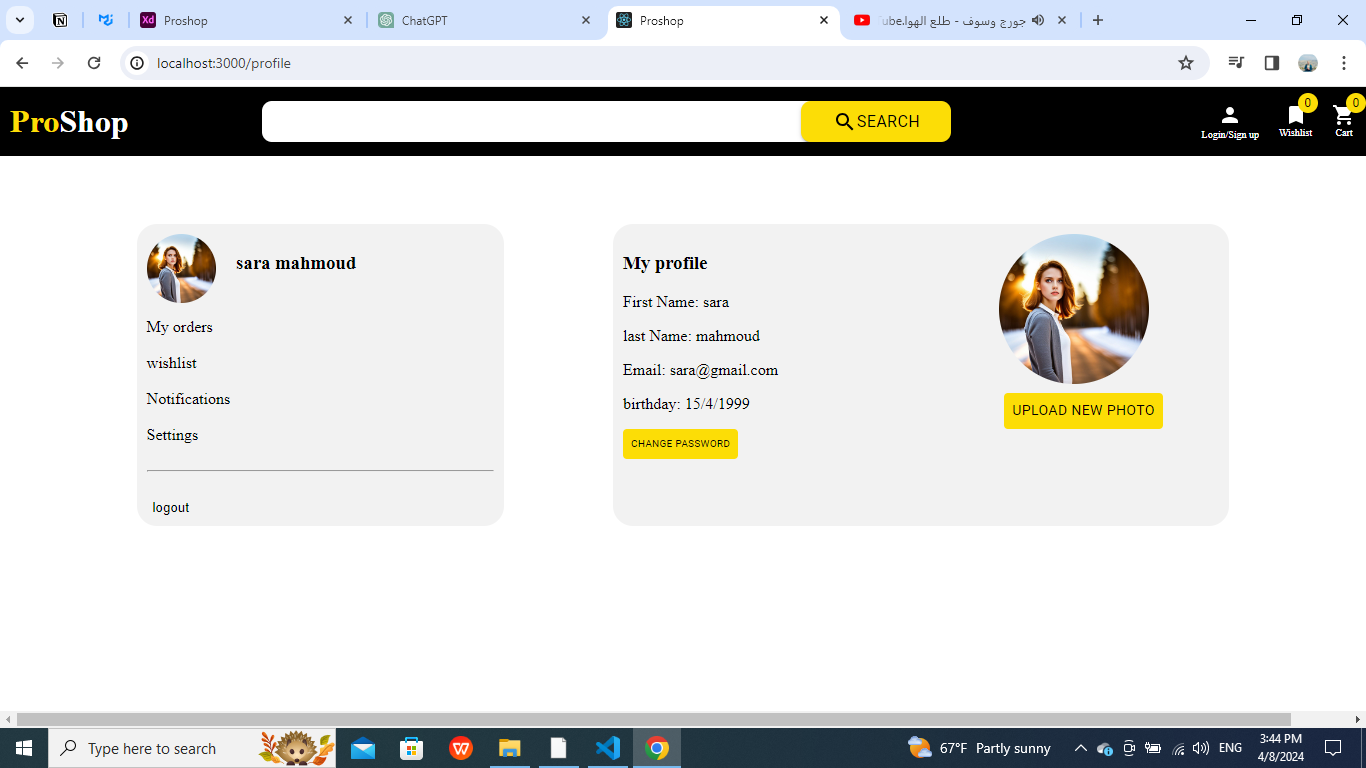 Proshop
ChatGPT
Proshop
جورج وسوف - طلع الهوا
localhost:3000/profile
ProShop
SEARCH
Login/Sign up
0
Wishlist
0
Cart
sara mahmoud
My orders
wishlist
Notifications
Settings
logout
My profile
First Name: sara
last Name: mahmoud
Email: sara@gmail.com
birthday: 15/4/1999
CHANGE PASSWORD
UPLOAD NEW PHOTO
Type here to search
67°F Partly sunny
ENG
3:44 PM
4/8/2024